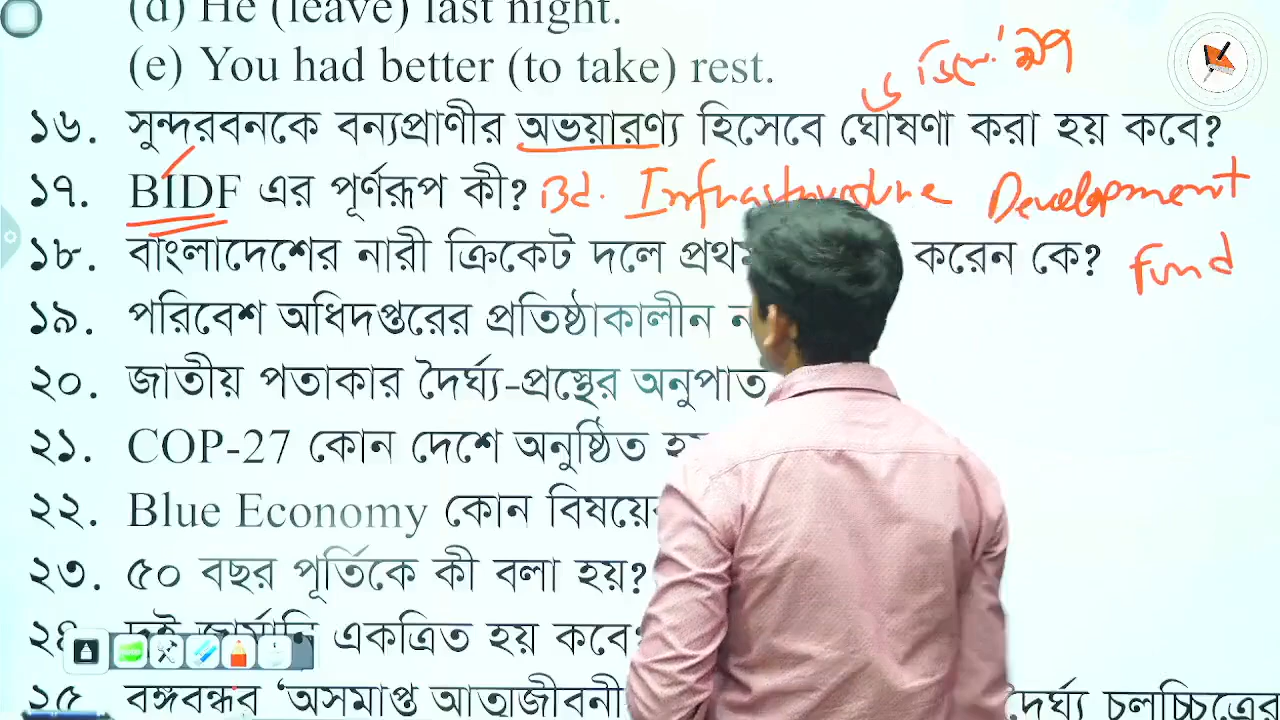 (d) He (leave) last night.
(e) You had better (to take) rest.
৬ ডিসে: '৯৭
১৬. সুন্দরবনকে বন্যপ্রাণীর অভয়ারণ্য হিসেবে ঘোষণা করা হয় কবে?
১৭. BIDF এর পূর্ণরূপ কী? Bd. Infrastructure Development
Fund
১৮. বাংলাদেশের নারী ক্রিকেট দলে করেন কে?
১৯. পরিবেশ অধিদপ্তরের প্রতিষ্ঠাকালীন
২০. জাতীয় পতাকার দৈর্ঘ্য-প্রস্থের অনুপাত
২১. COP-27 কোন দেশে অনুষ্ঠিত
২২. Blue Economy কোন
২৩. ৫০ বছর পূর্তিকে কী বলা হয়?
২৪. দুই জার্মানি একত্রিত হয় কবে?
২৫. বঙ্গবন্ধুর ‘অসমাপ্ত আত্মজীবনী দৈর্ঘ্য চলচ্চিত্রের